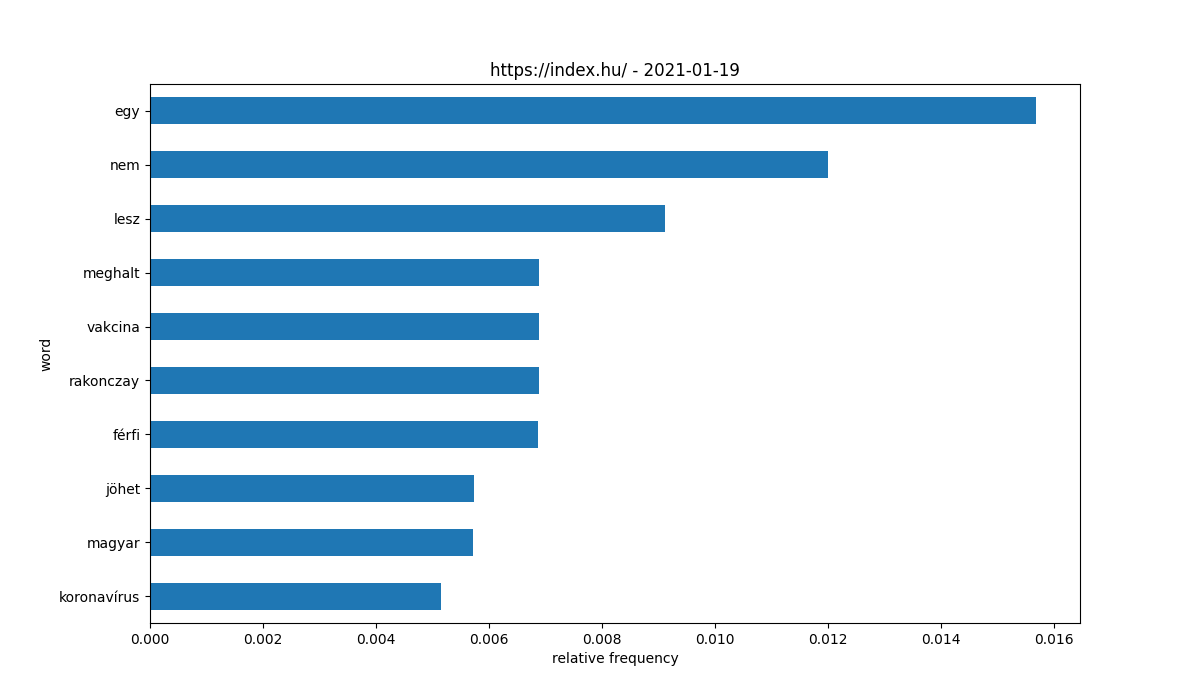 https://index.hu/ - 2021-01-19
egy
nem
lesz
meghalt
vakcina
word
rakonczay
férfi
jöhet
magyar
koronavírus
0.000 0.002 0.004 0.006 0.008 0.010 0.012 0.014 0.016
relative frequency